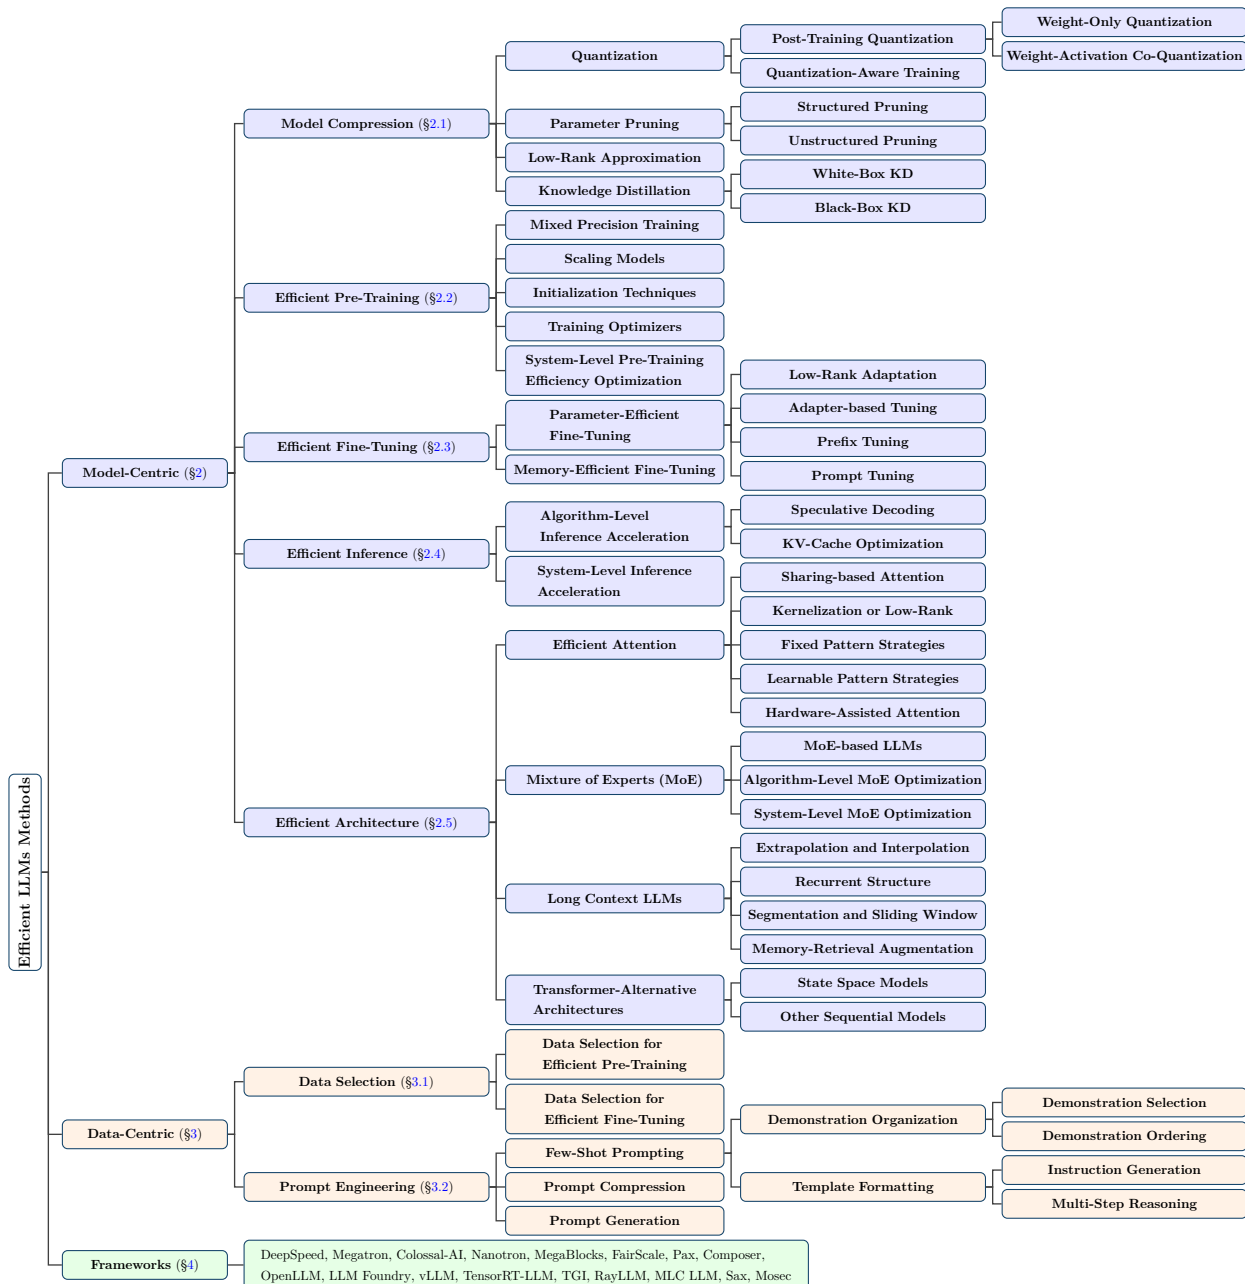 Efficient LLMs Methods
Model-Centric (§2)
Model Compression (§2.1)
Quantization
Post-Training Quantization
Weight-Only Quantization
Weight-Activation Co-Quantization
Quantization-Aware Training
Parameter Pruning
Structured Pruning
Unstructured Pruning
Low-Rank Approximation
Knowledge Distillation
White-Box KD
Black-Box KD
Efficient Pre-Training (§2.2)
Mixed Precision Training
Scaling Models
Initialization Techniques
Training Optimizers
System-Level Pre-Training
Efficiency Optimization
Efficient Fine-Tuning (§2.3)
Parameter-Efficient
Fine-Tuning
Low-Rank Adaptation
Adapter-based Tuning
Prefix Tuning
Prompt Tuning
Memory-Efficient Fine-Tuning
Efficient Inference (§2.4)
Algorithm-Level
Inference Acceleration
Speculative Decoding
KV-Cache Optimization
System-Level Inference
Acceleration
Efficient Architecture (§2.5)
Efficient Attention
Sharing-based Attention
Kernelization or Low-Rank
Fixed Pattern Strategies
Learnable Pattern Strategies
Hardware-Assisted Attention
Mixture of Experts (MoE)
MoE-based LLMs
Algorithm-Level MoE Optimization
System-Level MoE Optimization
Long Context LLMs
Extrapolation and Interpolation
Recurrent Structure
Segmentation and Sliding Window
Memory-Retrieval Augmentation
Transformer-Alternative
Architectures
State Space Models
Other Sequential Models
Data-Centric (§3)
Data Selection (§3.1)
Data Selection for
Efficient Pre-Training
Data Selection for
Efficient Fine-Tuning
Prompt Engineering (§3.2)
Few-Shot Prompting
Demonstration Organization
Demonstration Selection
Demonstration Ordering
Template Formatting
Instruction Generation
Multi-Step Reasoning
Prompt Compression
Prompt Generation
Frameworks (§4)
DeepSpeed, Megatron, Colossal-AI, Nanotron, MegaBlocks, FairScale, Pax, Composer,
OpenLLM, LLM Foundry, vLLM, TensorRT-LLM, TGI, RayLLM, MLC LLM, Sax, Mosec